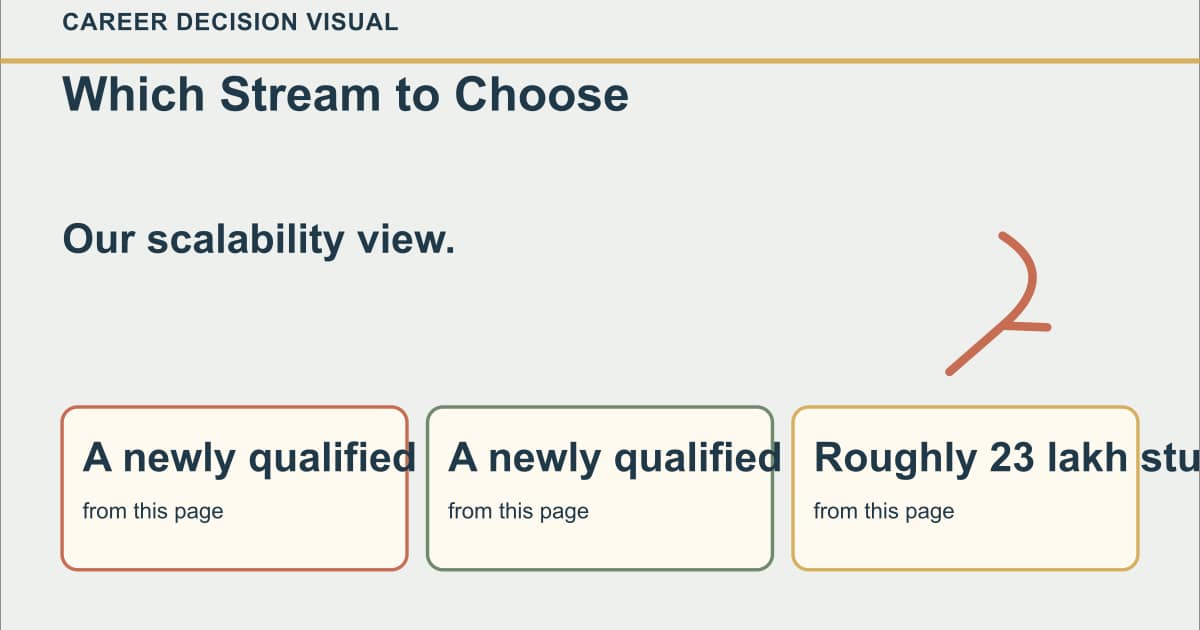 CAREER DECISION VISUAL
Which Stream to Choose
Our scalability view.
A newly qualified
from this page
A newly qualified
from this page
Roughly 23 lakh stu
from this page